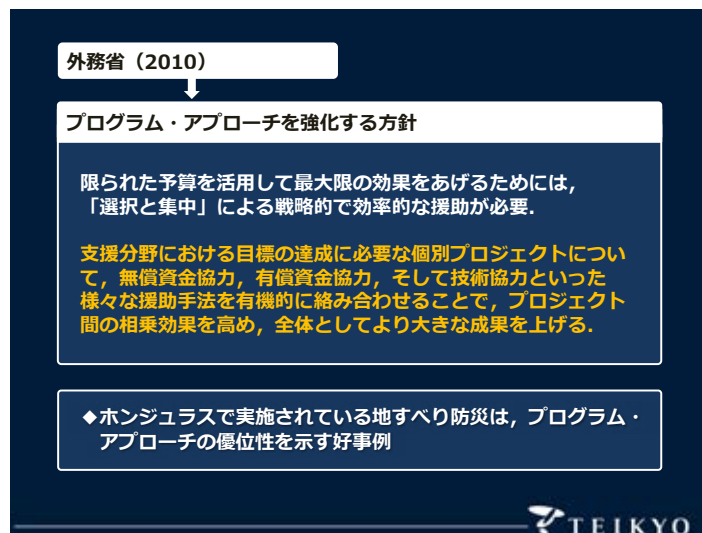 外務省（2010）
プログラム・アプローチを強化する方針
限られた予算を活用して最大限の効果をあげるためには，
「選択と集中」による戦略的で効率的な援助が必要．
支援分野における目標の達成に必要な個別プロジェクトについ
て，無償資金協力，有償資金協力，そして技術協力といった
様々な援助手法を有機的に絡み合わせることで，プロジェクト
間の相乗効果を高め，全体としてより大きな成果を上げる．
◆ホンジュラスで実施されている地すべり防災は，プログラム・
アプローチの優位性を示す好事例
TEIKYO